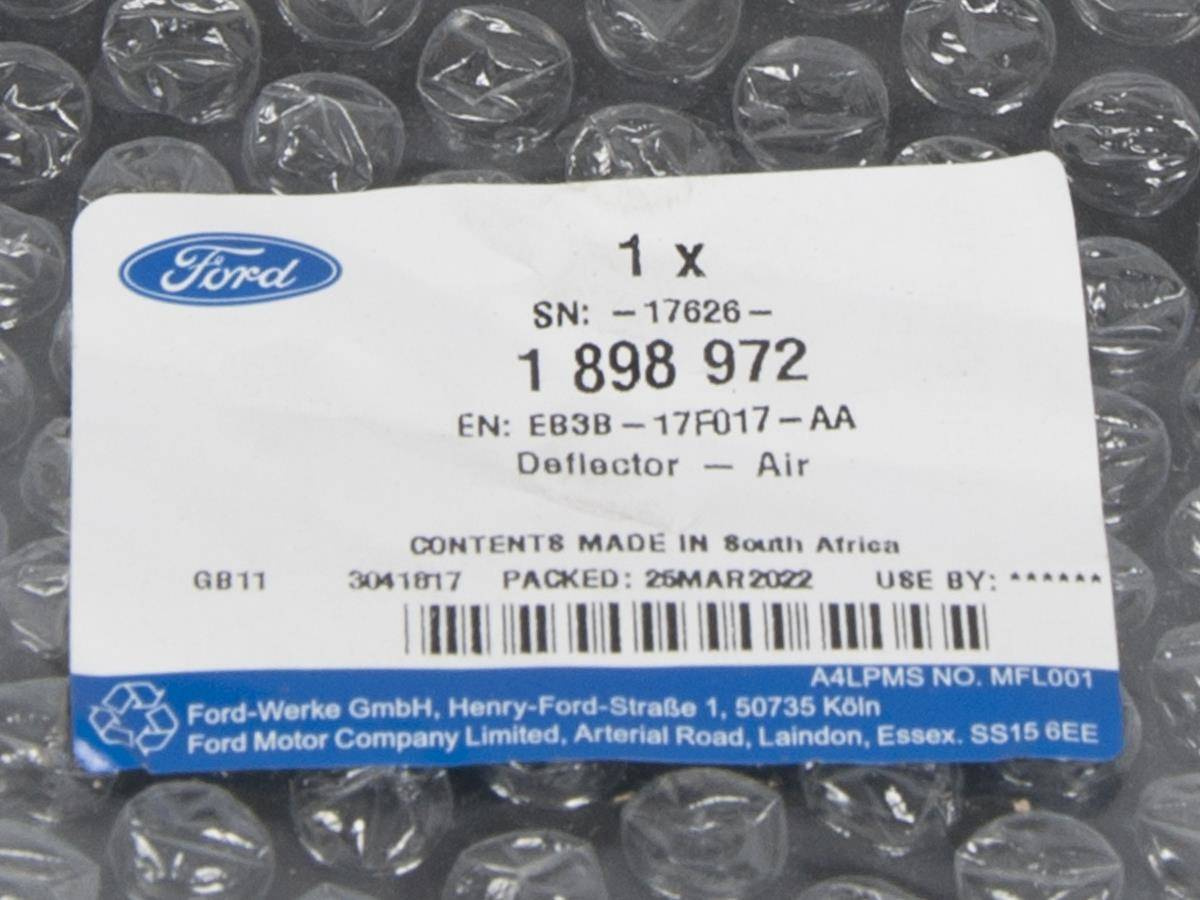 Ford
1 x
SN: -17626-
1 898 972
EN: EB3B-17F017-AA
Deflector - Air
CONTENTS MADE IN South Africa
GB11 3041817 PACKED: 25MAR2022 USE BY: ******
A4LPMS NO. MFL001
Ford-Werke GmbH, Henry-Ford-Straße 1, 50735 Köln
Ford Motor Company Limited, Arterial Road, Laindon, Essex. SS15 6EE